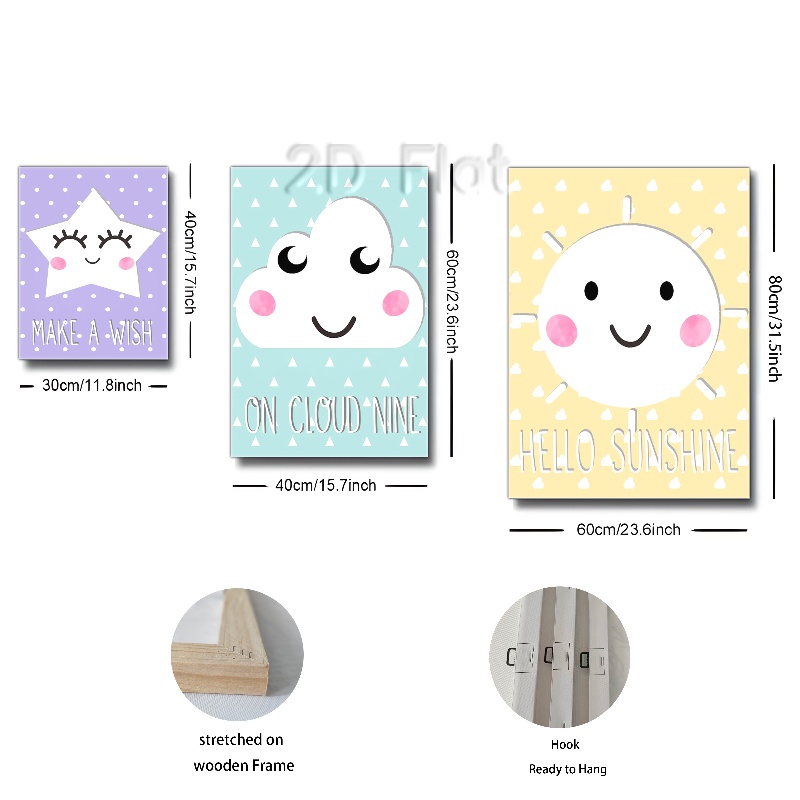 2D Flat
MAKE A WISH
40cm/15.7inch
30cm/11.8inch
ON CLOUD NINE
60cm/23.6inch
40cm/15.7inch
HELLO SUNSHINE
80cm/31.5inch
60cm/23.6inch
stretched on
wooden Frame
Hook
Ready to Hang